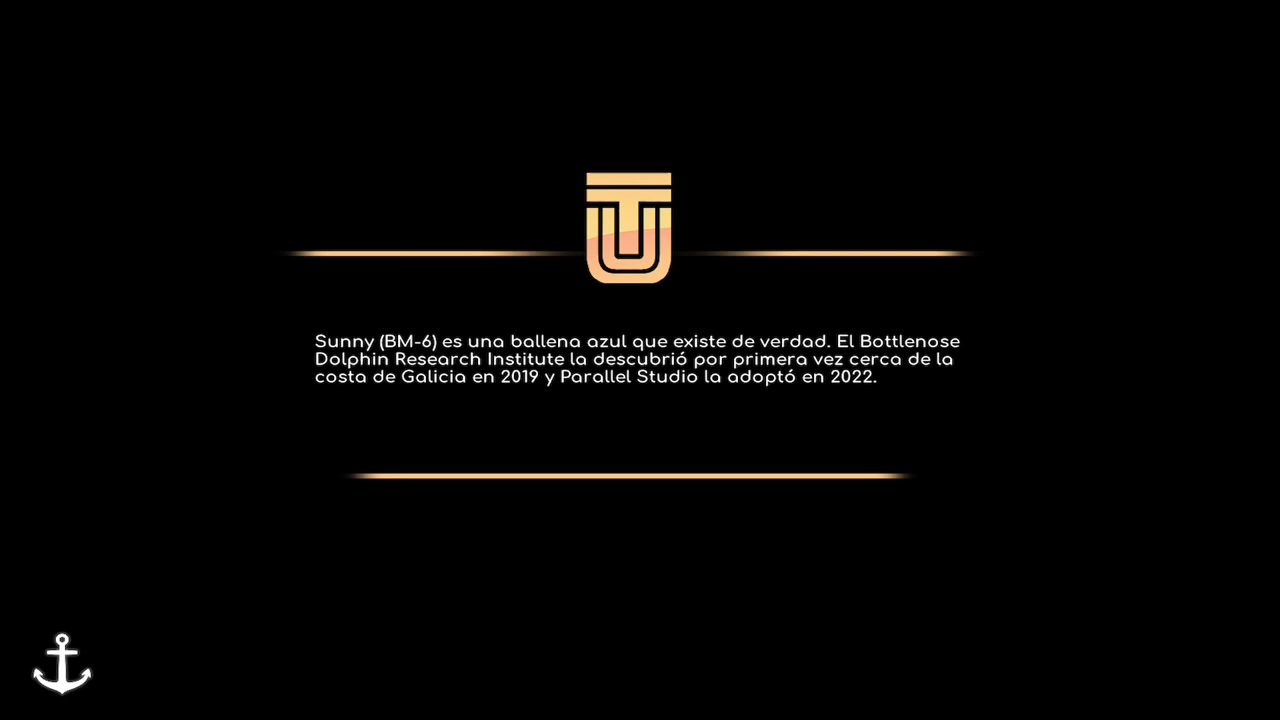 Sunny (BM-6) es una ballena azul que existe de verdad. El Bottlenose
Dolphin Research Institute la descubrió por primera vez cerca de la
costa de Galicia en 2019 y Parallel Studio la adoptó en 2022.